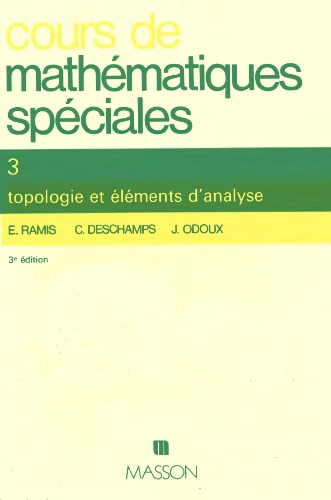 cours de
mathématiques
spéciales
3
topologie et éléments d'analyse
E. RAMIS C. DESCHAMPS J. ODOUX
3e édition
m
MASSON